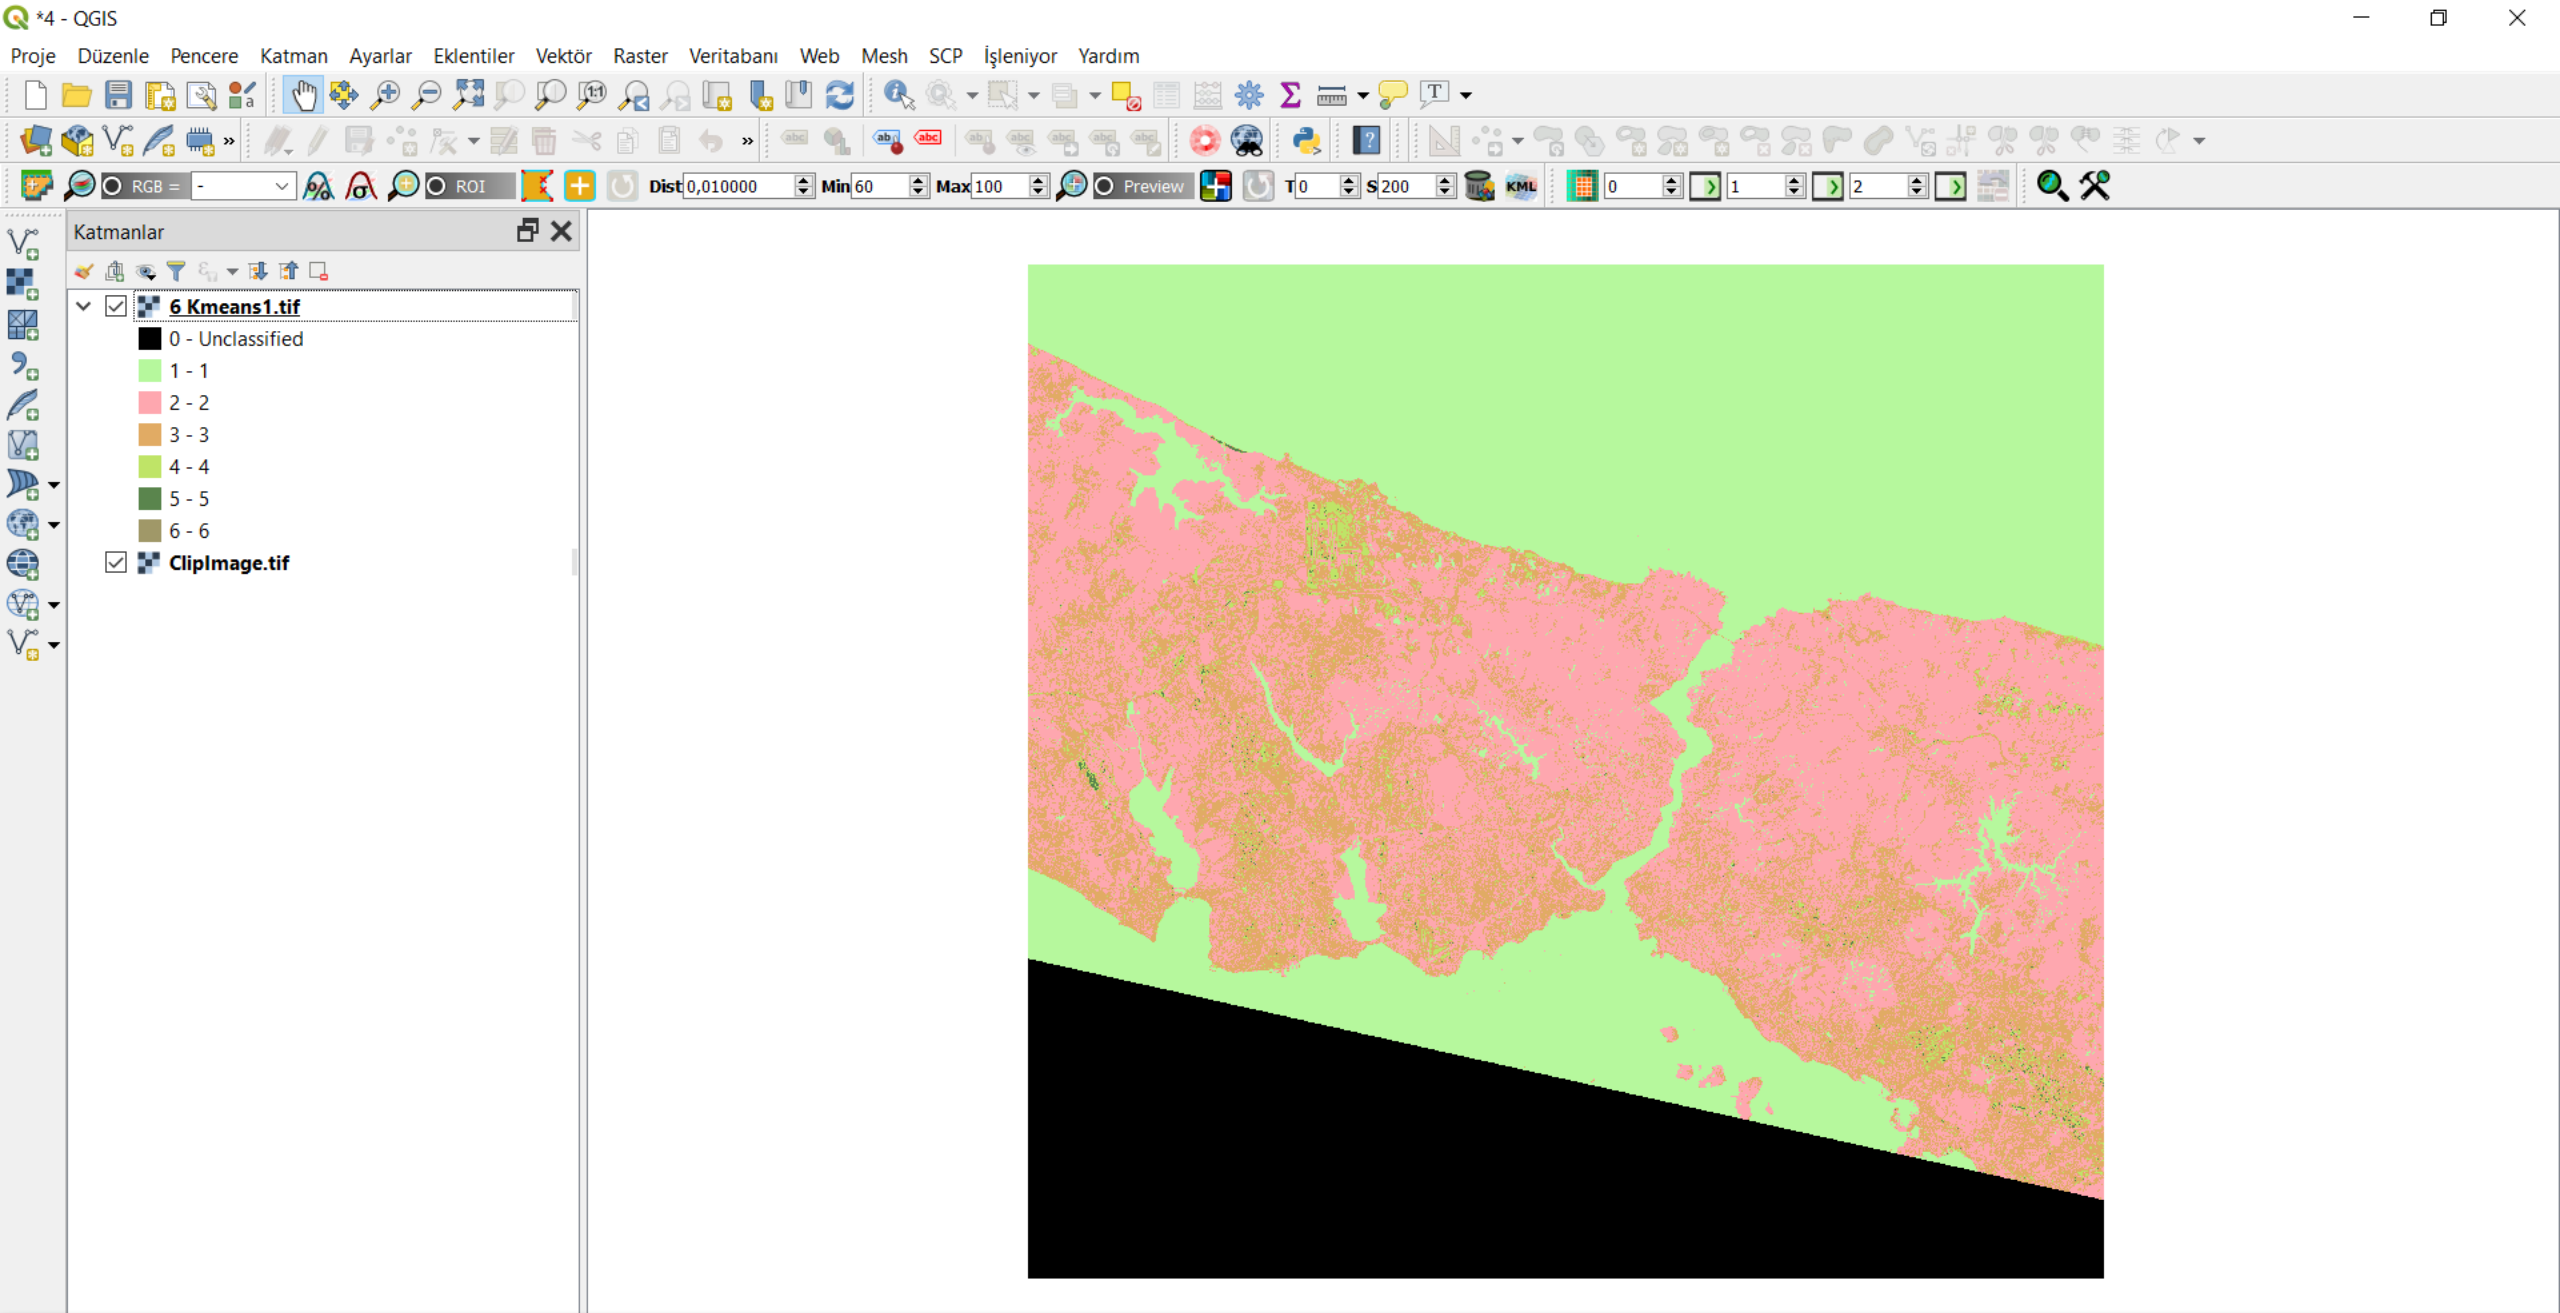 *4 - QGIS
Proje Düzenle Pencere Katman Ayarlar Eklentiler Vektör Raster Veritabanı Web Mesh SCP İşleniyor Yardım
RGB = - ROI Dist 0,010000 Min 60 Max 100 Preview T 0 S 200 KML 0 1 2
Katmanlar
6 Kmeans1.tif
0 - Unclassified
1 - 1
2 - 2
3 - 3
4 - 4
5 - 5
6 - 6
ClipImage.tif